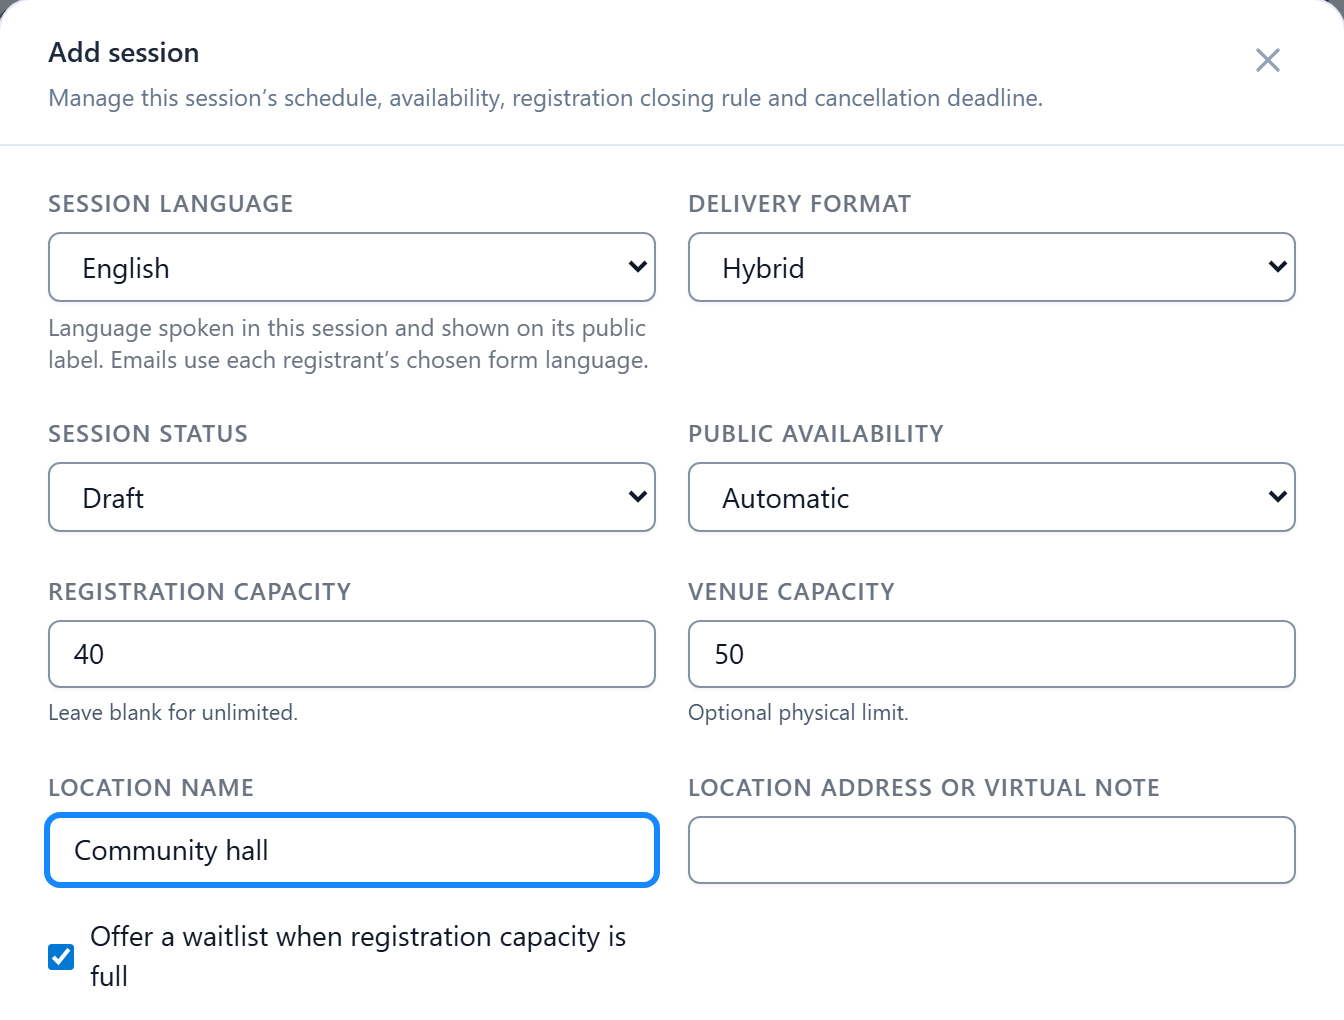 Add session
Manage this session’s schedule, availability, registration closing rule and cancellation deadline.
SESSION LANGUAGE
English
Language spoken in this session and shown on its public
label. Emails use each registrant’s chosen form language.
DELIVERY FORMAT
Hybrid
SESSION STATUS
Draft
PUBLIC AVAILABILITY
Automatic
REGISTRATION CAPACITY
40
Leave blank for unlimited.
VENUE CAPACITY
50
Optional physical limit.
LOCATION NAME
Community hall
LOCATION ADDRESS OR VIRTUAL NOTE
Offer a waitlist when registration capacity is
full